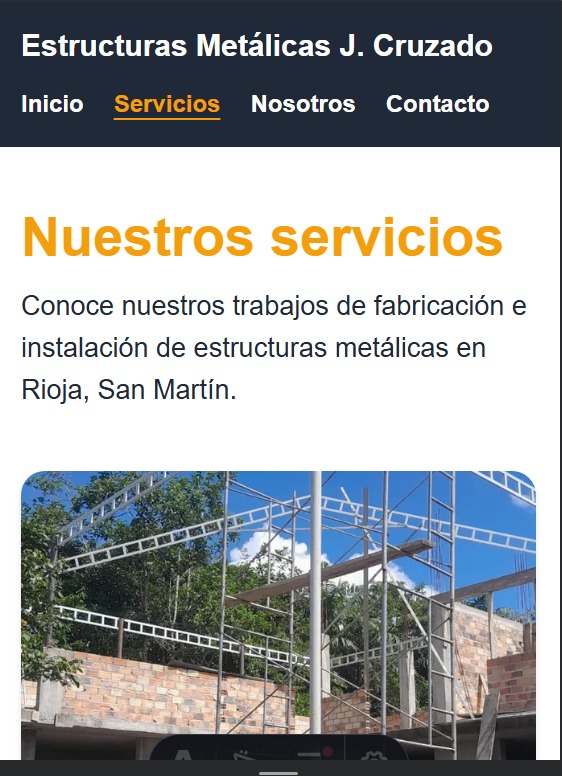 Estructuras Metálicas J. Cruzado
Inicio Servicios Nosotros Contacto
Nuestros servicios
Conoce nuestros trabajos de fabricación e
instalación de estructuras metálicas en
Rioja, San Martín.